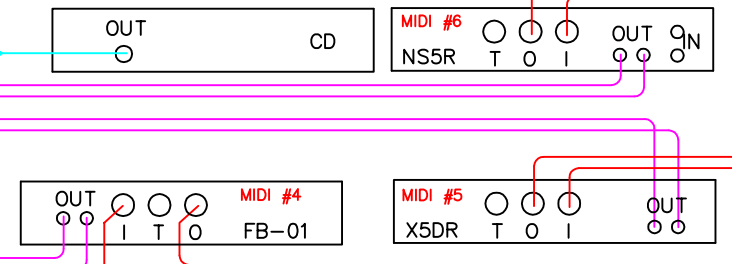 OUT
CD
MIDI #6
OUT
IN
NS5R T O I
OUT
MIDI #4
I T O FB-01
MIDI #5
OUT
X5DR T O I